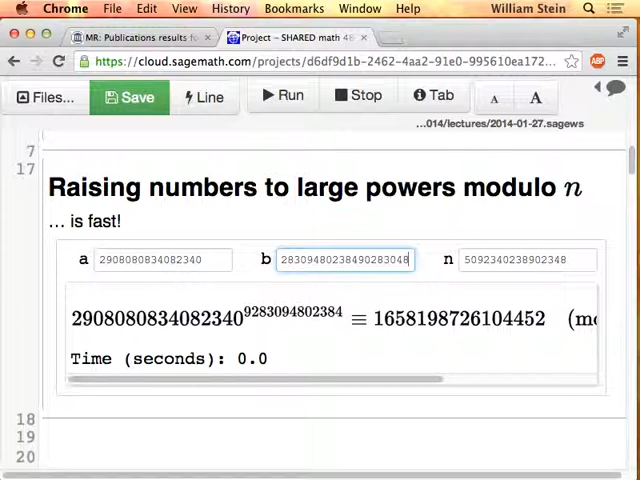 Chrome File Edit View History Bookmarks William Stein
MR: Publications results fo × Project – SHARED math 48 ×
https://cloud.sagemath.com/projects/d6df9d1b-2462-4aa2-91e0-995610ea172... ABP
Files... Save Line Run Stop Tab A A
...014/lectures/2014-01-27.sagews
7
17
Raising numbers to large powers modulo n
... is fast!
a 2908080834082340 b 28309480238490283048 n 5092340238902348
2908080834082340^9283094802384 ≡ 1658198726104452 (mo
Time (seconds): 0.0
18
19
20